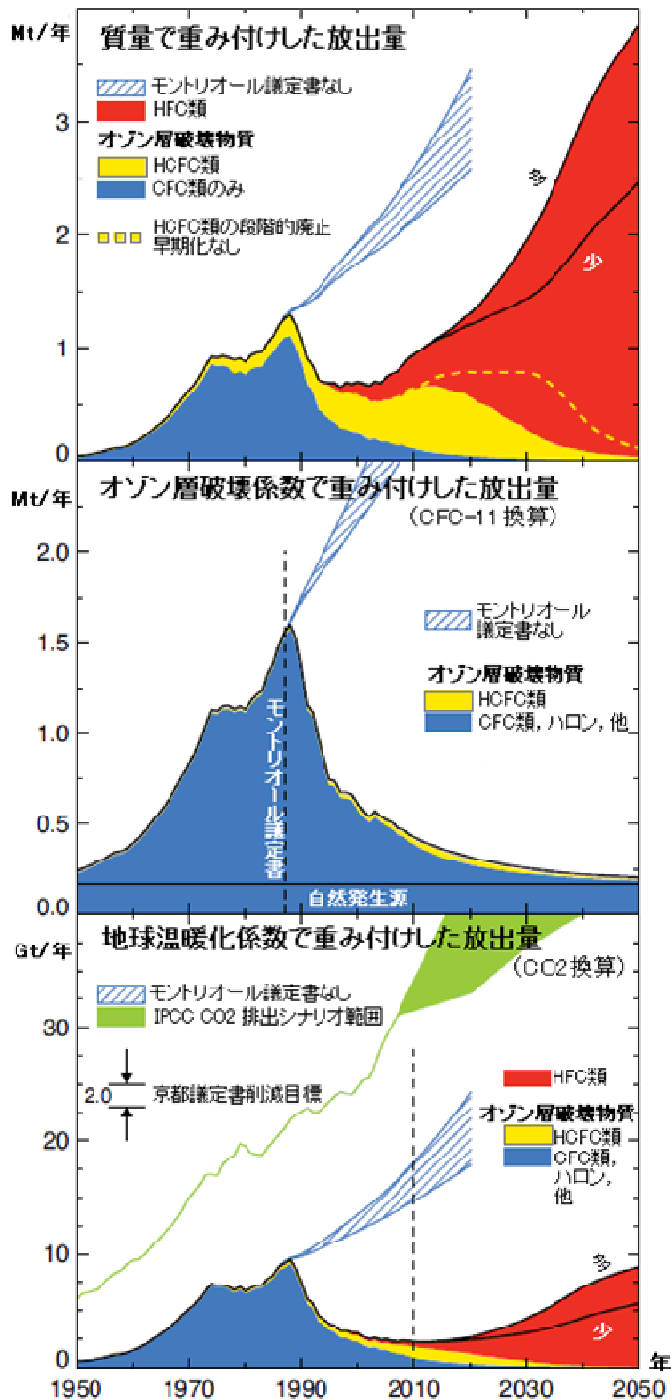 Mt/年
質量で重み付けした放出量
モントリオール議定書なし
HFC類
オゾン層破壊物質
HCFC類
CFC類のみ
HCFC類の段階的廃止
早期化なし
多
少
3
2
1
0
Mt/年
オゾン層破壊係数で重み付けした放出量
(CFC-11 換算)
モントリオール
議定書なし
オゾン層破壊物質
HCFC類
CFC類, ハロン, 他
モントリオール議定書
自然発生源
2.0
1.5
1.0
0.5
0.0
Gt/年
地球温暖化係数で重み付けした放出量
(CO2換算)
モントリオール議定書なし
IPCC CO2 排出シナリオ範囲
2.0
京都議定書削減目標
HFC類
オゾン層破壊物質
HCFC類
CFC類,
ハロン,
他
多
少
30
20
10
0
1950
1970
1990
2010
2030
2050
年